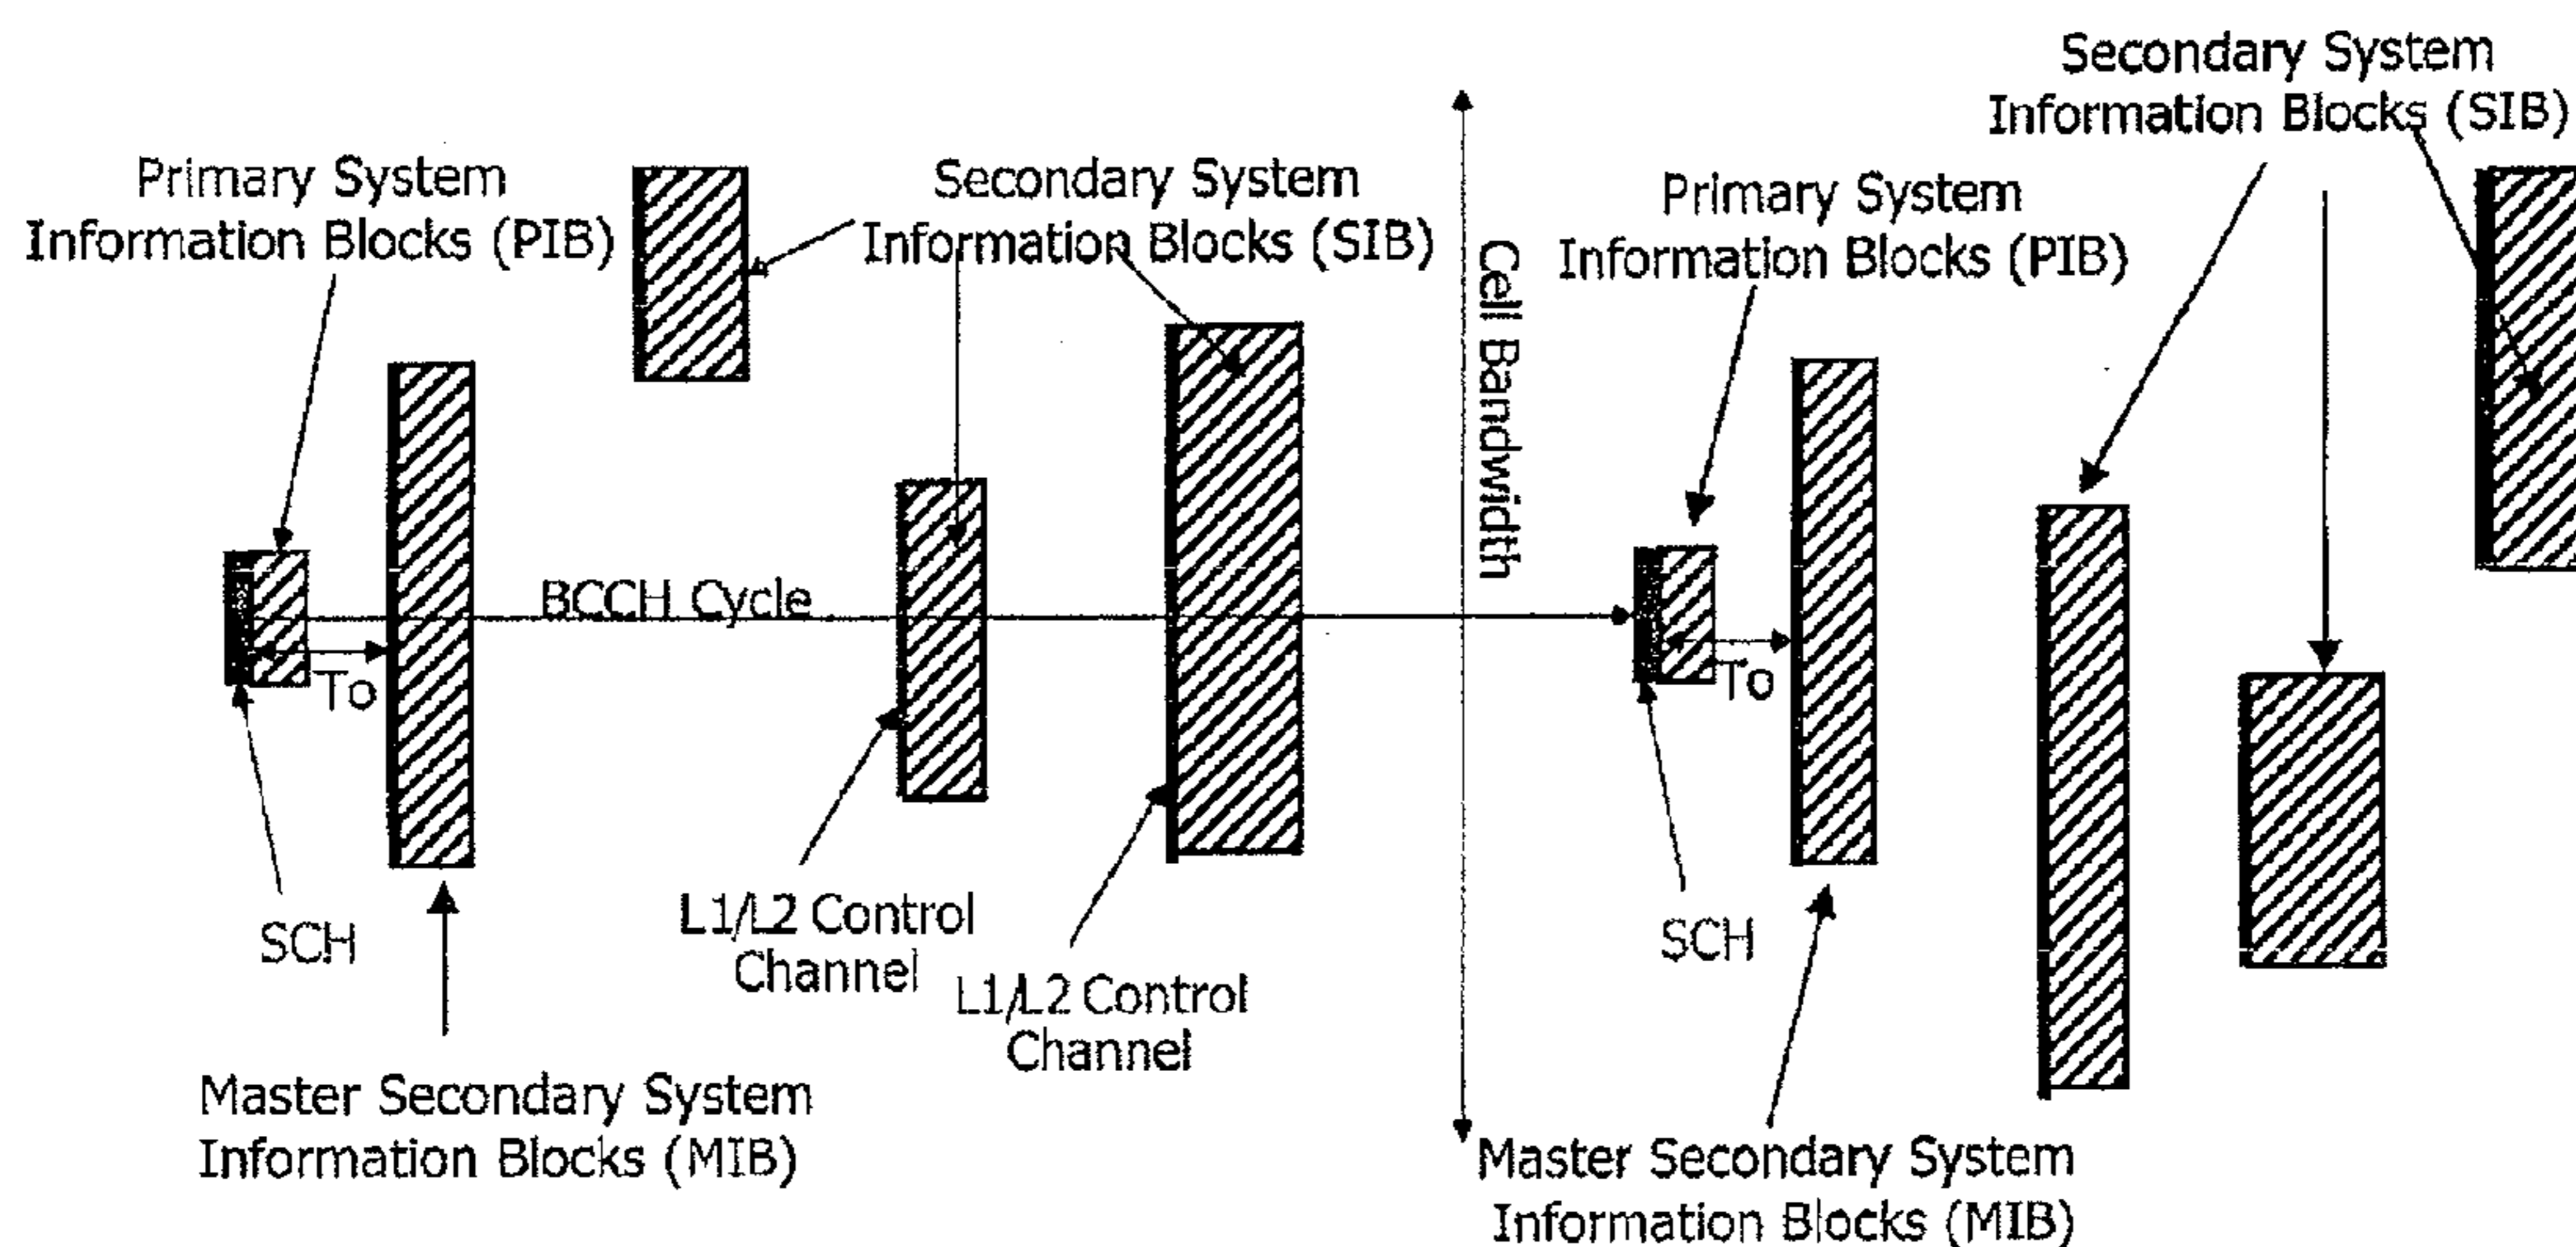 Secondary System
Information Blocks (SIB)
Primary System
Information Blocks (PIB)
Secondary System
Information Blocks (SIB)
Primary System
Information Blocks (PIB)
Cell Bandwidth
BCCH Cycle
To
To
SCH
L1/L2 Control
Channel
L1/L2 Control
Channel
SCH
Master Secondary System
Information Blocks (MIB)
Master Secondary System
Information Blocks (MIB)